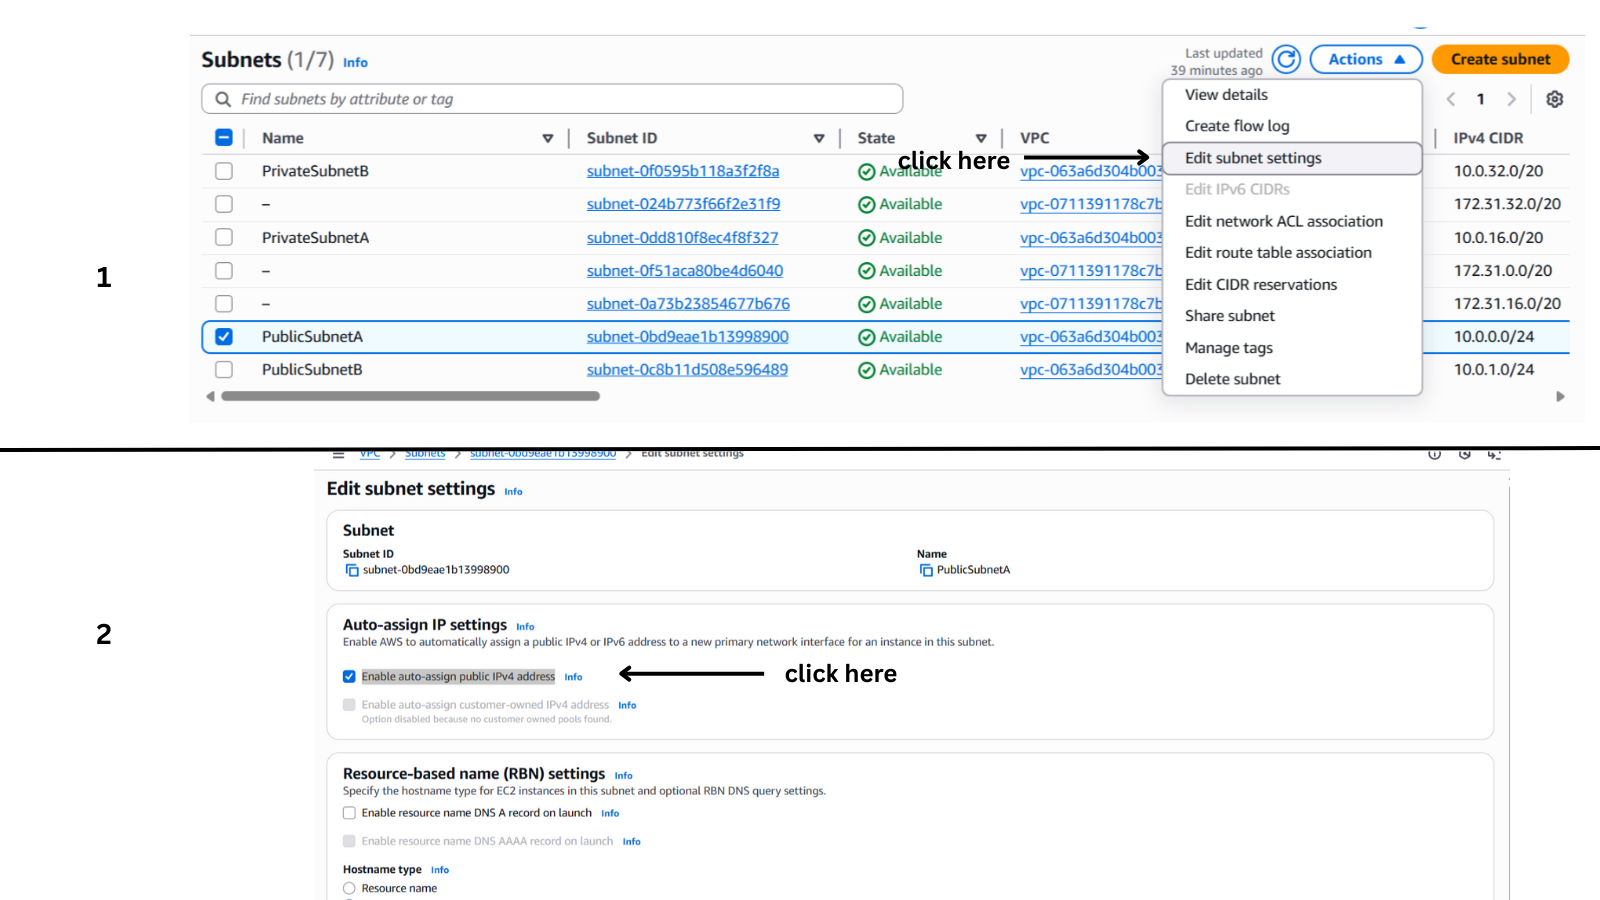 Subnets (1/7) Info
Last updated
39 minutes ago
Actions
Create subnet
Find subnets by attribute or tag
View details
1
Create flow log
Name Subnet ID State VPC IPv4 CIDR
click here
Edit subnet settings
PrivateSubnetB subnet-0f0595b118a3f2f8a Available vpc-063a6d304b003 10.0.32.0/20
Edit IPv6 CIDRs
– subnet-024b773f66f2e31f9 Available vpc-0711391178c7b 172.31.32.0/20
Edit network ACL association
PrivateSubnetA subnet-0dd810f8ec4f8f327 Available vpc-063a6d304b003 10.0.16.0/20
Edit route table association
1
– subnet-0f51aca80be4d6040 Available vpc-0711391178c7b 172.31.0.0/20
Edit CIDR reservations
– subnet-0a73b23854677b676 Available vpc-0711391178c7b 172.31.16.0/20
Share subnet
PublicSubnetA subnet-0bd9eae1b13998900 Available vpc-063a6d304b003 10.0.0.0/24
Manage tags
PublicSubnetB subnet-0c8b11d508e596489 Available vpc-063a6d304b003 10.0.1.0/24
Delete subnet
VPC Subnets subnet-0bd9eae1b13998900 Edit subnet settings
Edit subnet settings Info
Subnet
Subnet ID Name
subnet-0bd9eae1b13998900 PublicSubnetA
2
Auto-assign IP settings Info
Enable AWS to automatically assign a public IPv4 or IPv6 address to a new primary network interface for an instance in this subnet.
Enable auto-assign public IPv4 address Info
click here
Enable auto-assign customer-owned IPv4 address Info
Option disabled because no customer owned pools found.
Resource-based name (RBN) settings Info
Specify the hostname type for EC2 instances in this subnet and optional RBN DNS query settings.
Enable resource name DNS A record on launch Info
Enable resource name DNS AAAA record on launch Info
Hostname type Info
Resource name